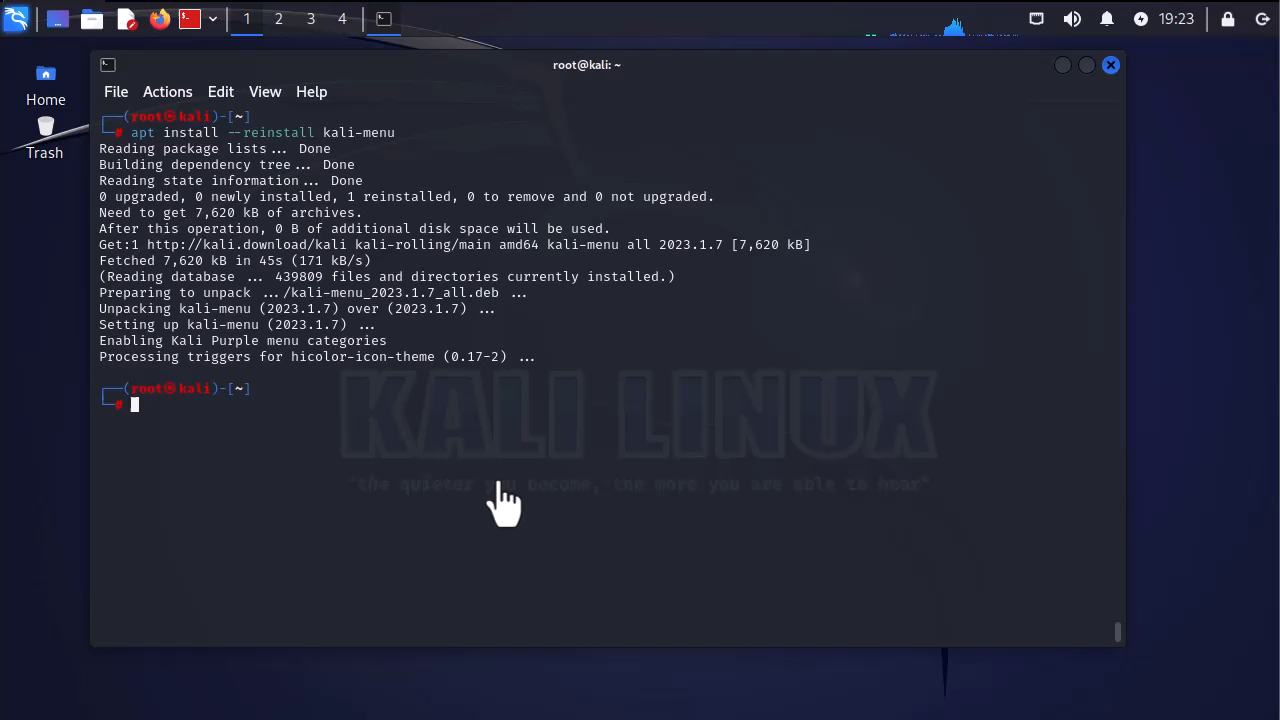 1 2 3 4 19:23
root@kali: ~
File Actions Edit View Help
Home
Trash
┌──(root㉿kali)-[~]
└─# apt install --reinstall kali-menu
Reading package lists... Done
Building dependency tree... Done
Reading state information... Done
0 upgraded, 0 newly installed, 1 reinstalled, 0 to remove and 0 not upgraded.
Need to get 7,620 kB of archives.
After this operation, 0 B of additional disk space will be used.
Get:1 http://kali.download/kali kali-rolling/main amd64 kali-menu all 2023.1.7 [7,620 kB]
Fetched 7,620 kB in 45s (171 kB/s)
(Reading database ... 439809 files and directories currently installed.)
Preparing to unpack .../kali-menu_2023.1.7_all.deb ...
Unpacking kali-menu (2023.1.7) over (2023.1.7) ...
Setting up kali-menu (2023.1.7) ...
Enabling Kali Purple menu categories
Processing triggers for hicolor-icon-theme (0.17-2) ...
┌──(root㉿kali)-[~]
└─#
KALI LINUX
"the quieter you become, the more you are able to hear"